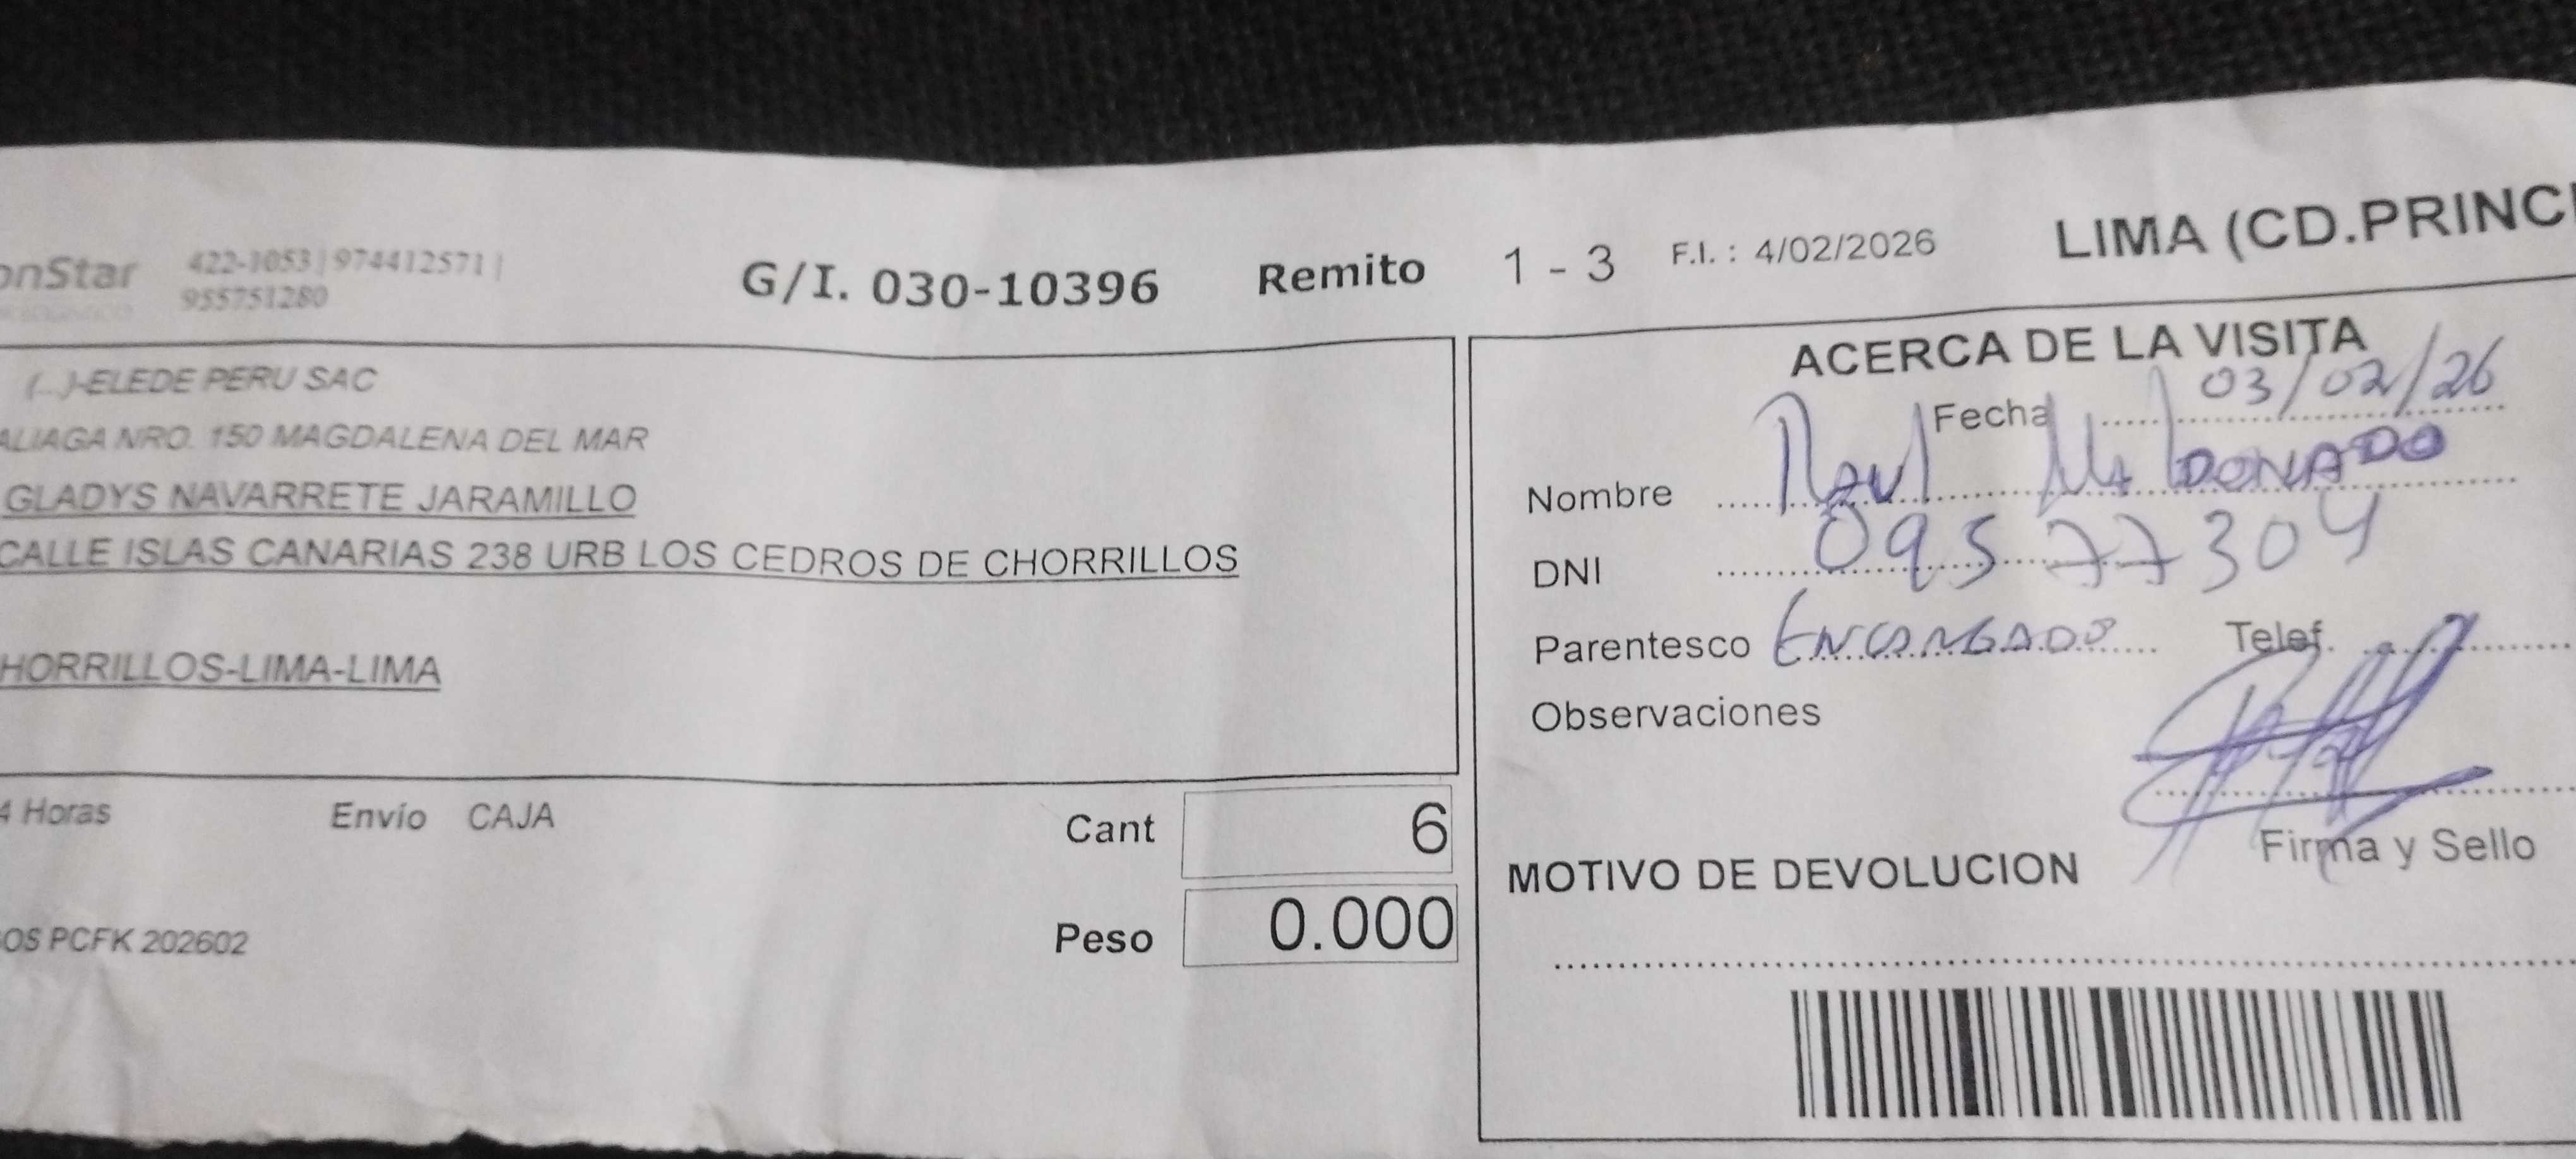 onStar 422-1053 | 974412571 |
955751280
G/I. 030-10396 Remito 1 - 3 F.I. : 4/02/2026 LIMA (CD.PRINCI
(...)-ELEDE PERU SAC
ALIAGA NRO. 150 MAGDALENA DEL MAR
GLADYS NAVARRETE JARAMILLO
CALLE ISLAS CANARIAS 238 URB LOS CEDROS DE CHORRILLOS
HORRILLOS-LIMA-LIMA
4 Horas Envío CAJA
Cant 6
OS PCFK 202602
Peso 0.000
ACERCA DE LA VISITA
Fecha 03/02/26
Nombre Raul MaLDONADO
DNI 09577304
Parentesco ENCARGADO Telef.
Observaciones
Firma y Sello
MOTIVO DE DEVOLUCION